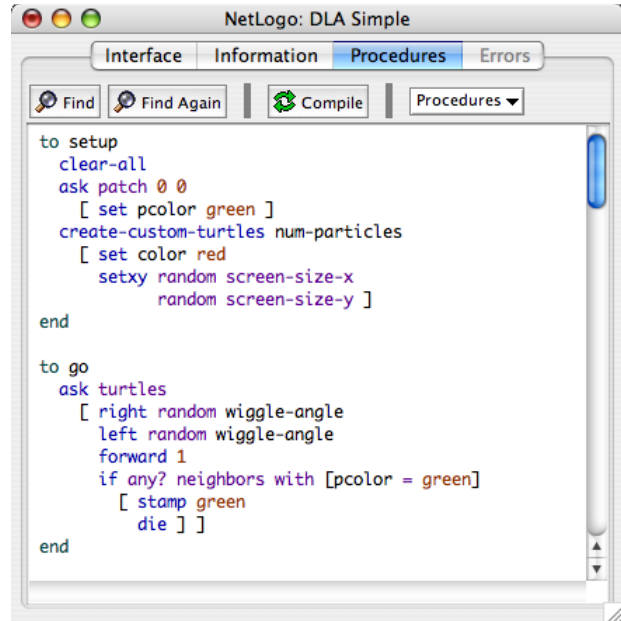 NetLogo: DLA Simple
Interface Information Procedures Errors
Find Find Again Compile Procedures
to setup
  clear-all
  ask patch 0 0
    [ set pcolor green ]
  create-custom-turtles num-particles
    [ set color red
      setxy random screen-size-x
            random screen-size-y ]
end

to go
  ask turtles
    [ right random wiggle-angle
      left random wiggle-angle
      forward 1
      if any? neighbors with [pcolor = green]
        [ stamp green
          die ] ]
end